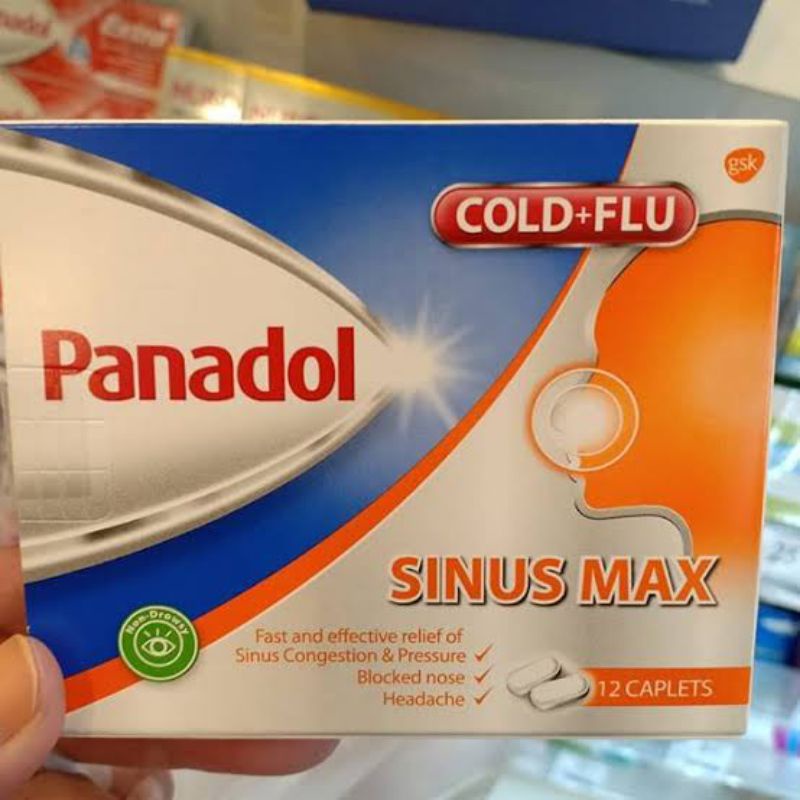 Extra
gsk
COLD+FLU
Panadol
SINUS MAX
Non-Drowsy
Fast and effective relief of
Sinus Congestion & Pressure ✓
Blocked nose ✓
Headache ✓
12 CAPLETS